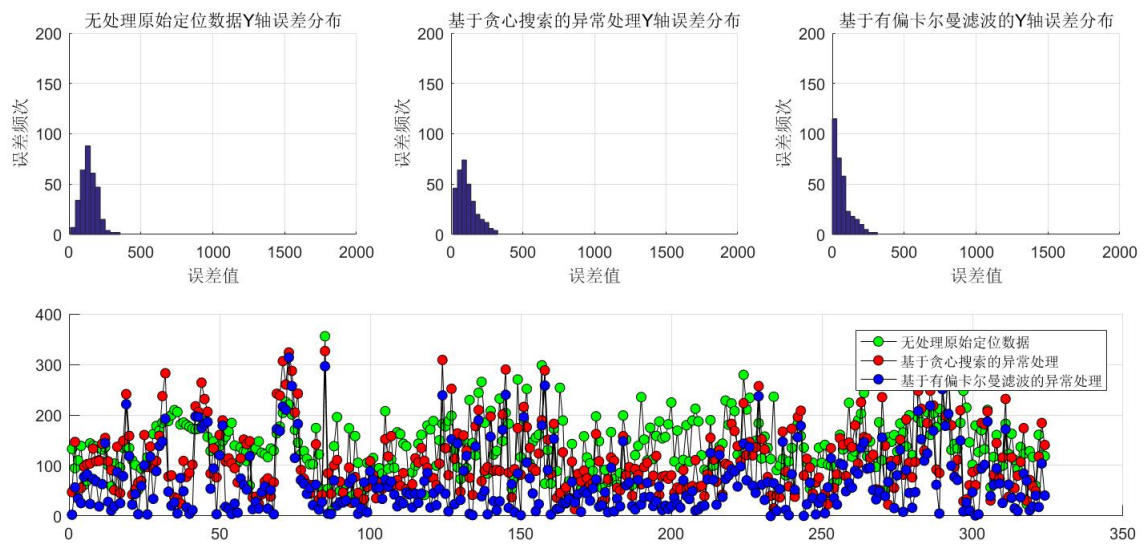 无处理原始定位数据Y轴误差分布
200
150
100
50
0
误差频次
0 500 1000 1500 2000
误差值
基于贪心搜索的异常处理Y轴误差分布
200
150
100
50
0
误差频次
0 500 1000 1500 2000
误差值
基于有偏卡尔曼滤波的Y轴误差分布
200
150
100
50
0
误差频次
0 500 1000 1500 2000
误差值
400
300
200
100
0
无处理原始定位数据
基于贪心搜索的异常处理
基于有偏卡尔曼滤波的异常处理
0 50 100 150 200 250 300 350